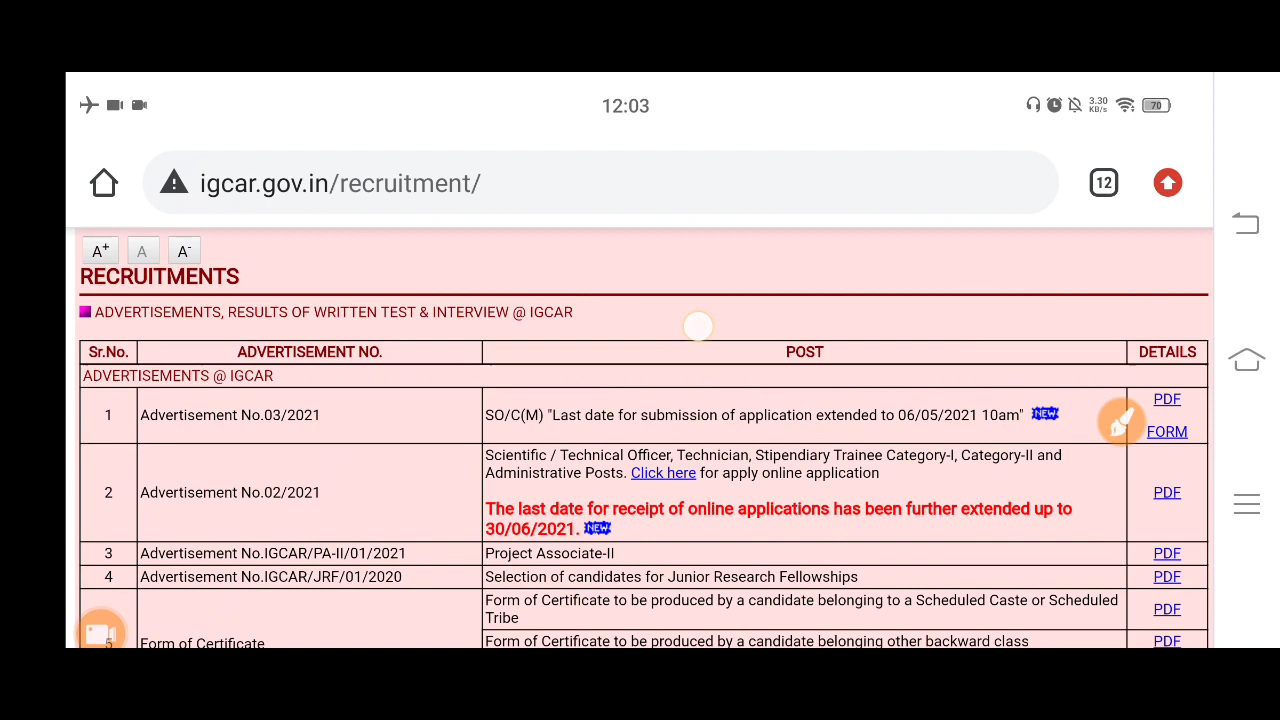 12:03
3.30
KB/s
70
igcar.gov.in/recruitment/
12
A+ A A-
RECRUITMENTS
ADVERTISEMENTS, RESULTS OF WRITTEN TEST & INTERVIEW @ IGCAR
Sr.No. ADVERTISEMENT NO. POST DETAILS
ADVERTISEMENTS @ IGCAR
1 Advertisement No.03/2021 SO/C(M) "Last date for submission of application extended to 06/05/2021 10am" NEW PDF
FORM
2 Advertisement No.02/2021 Scientific / Technical Officer, Technician, Stipendiary Trainee Category-I, Category-II and
Administrative Posts. Click here for apply online application
The last date for receipt of online applications has been further extended up to
30/06/2021. NEW
PDF
3 Advertisement No.IGCAR/PA-II/01/2021 Project Associate-II PDF
4 Advertisement No.IGCAR/JRF/01/2020 Selection of candidates for Junior Research Fellowships PDF
5 Form of Certificate
Form of Certificate to be produced by a candidate belonging to a Scheduled Caste or Scheduled
Tribe
PDF
Form of Certificate to be produced by a candidate belonging other backward class PDF